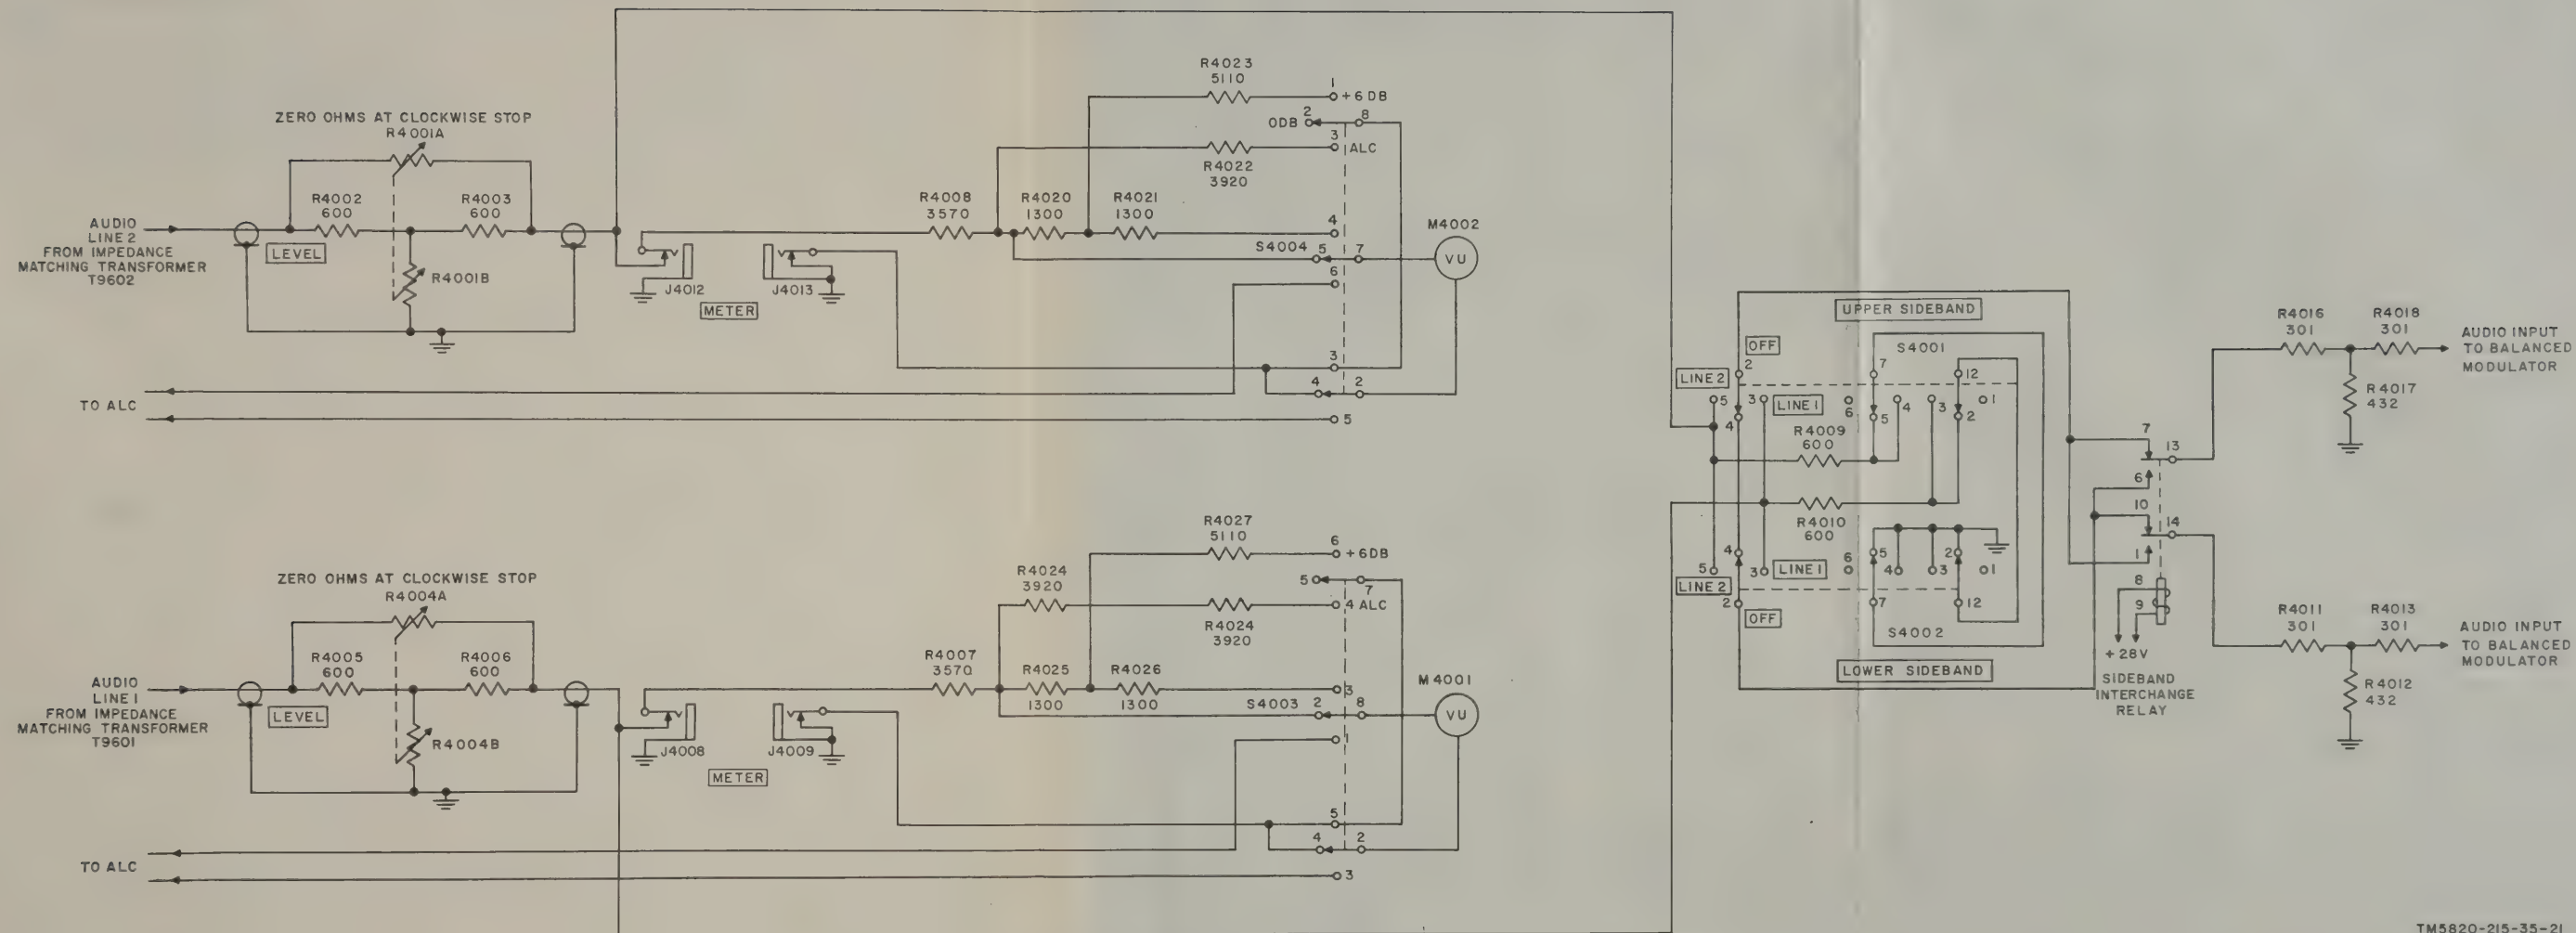 ZERO OHMS AT CLOCKWISE STOP
R4001A
R4002
600
R4003
600
AUDIO
LINE 2
FROM IMPEDANCE
MATCHING TRANSFORMER
T9602
LEVEL
R4001B
TO ALC
J4012
METER
J4013
R4008
3570
R4020
1300
R4021
1300
R4023
5110
R4022
3920
1
+6 DB
ODB
2
8
3
ALC
4
S4004
5
7
6
3
4
2
5
M4002
VU
ZERO OHMS AT CLOCKWISE STOP
R4004A
R4005
600
R4006
600
AUDIO
LINE 1
FROM IMPEDANCE
MATCHING TRANSFORMER
T9601
LEVEL
R4004B
TO ALC
J4008
METER
J4009
R4007
3570
R4024
3920
R4025
1300
R4026
1300
R4027
5110
R4024
3920
6
+6DB
5
7
4 ALC
3
S4003
2
8
1
5
4
2
3
M4001
VU
UPPER SIDEBAND
OFF
2
S4001
7
12
LINE 2
5
4
3
LINE 1
6
5
4
3
2
1
R4009
600
R4010
600
4
5
3
LINE 1
6
5
4
3
2
1
LINE 2
2
OFF
7
12
S4002
LOWER SIDEBAND
7
13
6
10
14
1
8
9
+28V
SIDEBAND
INTERCHANGE
RELAY
R4016
301
R4018
301
R4017
432
AUDIO INPUT
TO BALANCED
MODULATOR
R4011
301
R4013
301
R4012
432
AUDIO INPUT
TO BALANCED
MODULATOR
TM5820-215-35-21